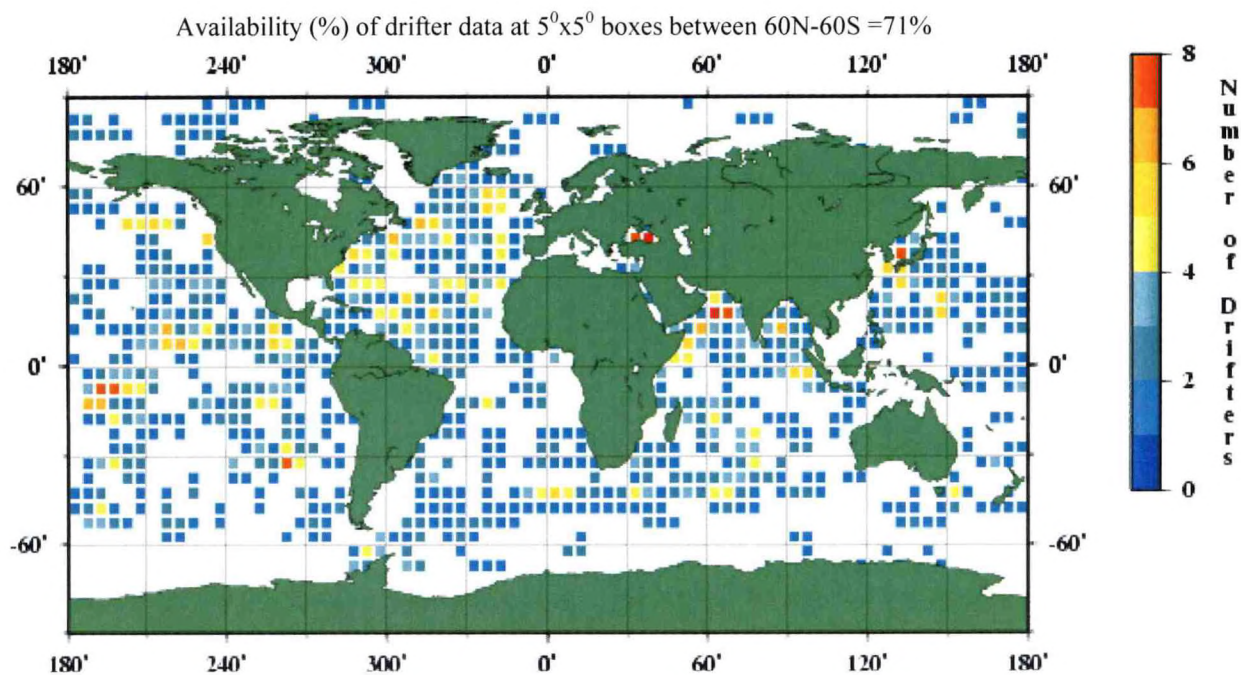 Availability (%) of drifter data at 5⁰x5⁰ boxes between 60N-60S =71%
180' 240' 300' 0' 60' 120' 180'
60' 60'
0' 0'
-60' -60'
180' 240' 300' 0' 60' 120' 180'
8
6
4
2
0
Number of Drifters